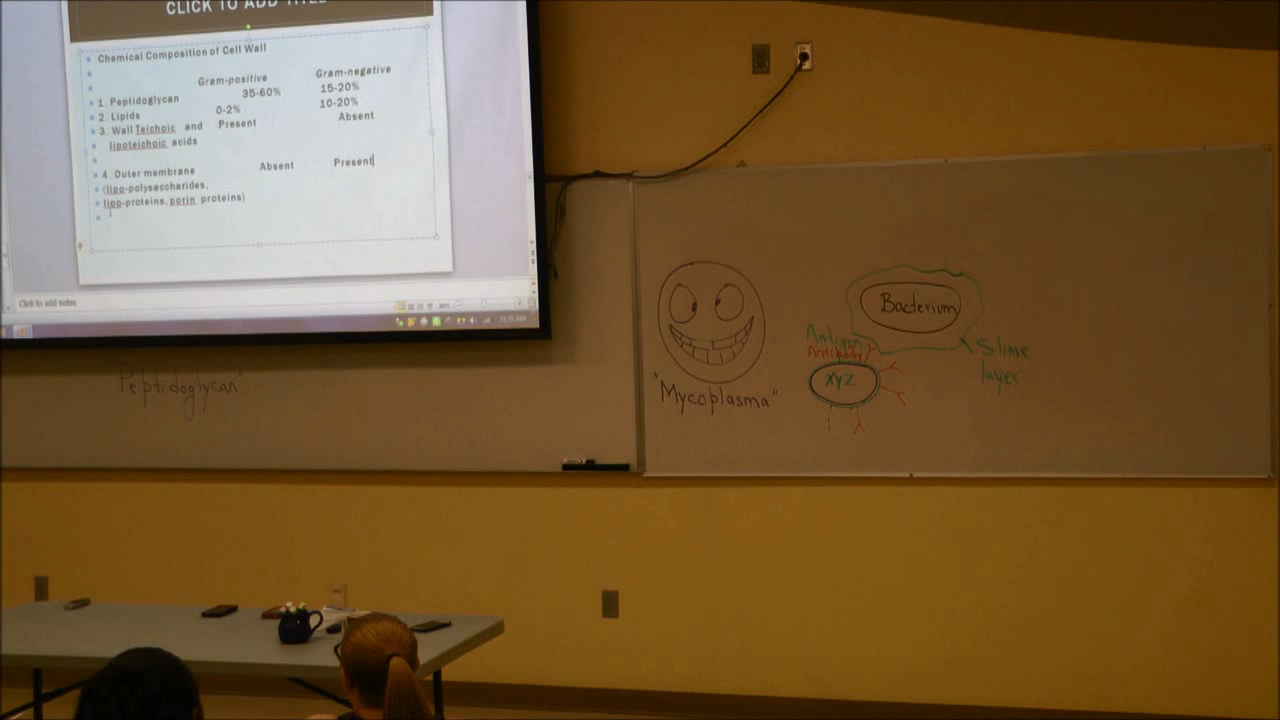 CLICK TO ADD TITLE
Chemical Composition of Cell Wall
Gram-positive Gram-negative
1. Peptidoglycan 35-60% 15-20%
2. Lipids 0-2% 10-20%
3. Wall Teichoic and Present Absent
lipoteichoic acids
4. Outer membrane Absent Present
(lipo-polysaccharides,
lipo-proteins, porin proteins)
Click to add notes
"Peptidoglycan"
"Mycoplasma"
Bacterium
Antigen
Antibody
XYZ
Slime
layer